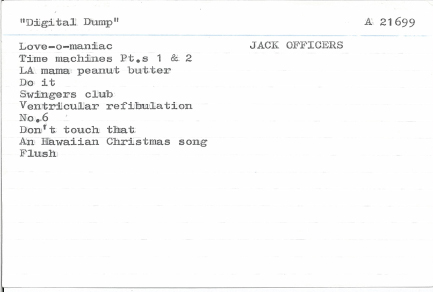 "Digital Dump" A 21699
Love-o-maniac JACK OFFICERS
Time machines Pt.s 1 & 2
LA mama peanut butter
Do it
Swingers club
Ventricular refibulation
No.6
Don't touch that
An Hawaiian Christmas song
Flush